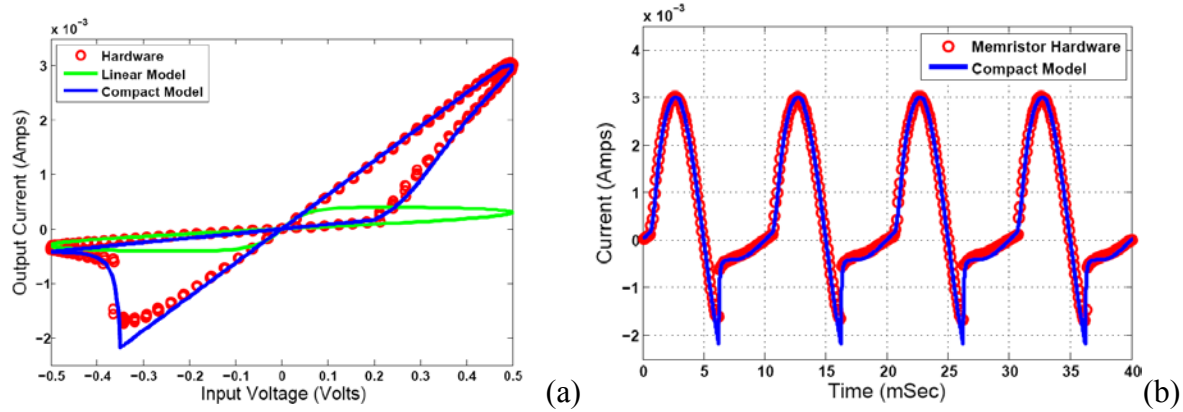 x 10⁻³
Hardware
Linear Model
Compact Model
Output Current (Amps)
3
2
1
0
−1
−2
−0.5 −0.4 −0.3 −0.2 −0.1 0 0.1 0.2 0.3 0.4 0.5
Input Voltage (Volts)
(a)
x 10⁻³
Memristor Hardware
Compact Model
Current (Amps)
4
3
2
1
0
−1
−2
0 5 10 15 20 25 30 35 40
Time (mSec)
(b)